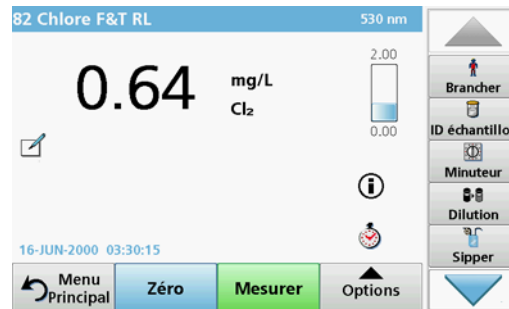 82 Chlore F&T RL
530 nm
0.64
mg/L
Cl₂
2.00
0.00
16-JUN-2000 03:30:15
Menu
Principal
Zéro
Mesurer
Options
Brancher
ID échantillo
Minuteur
Dilution
Sipper